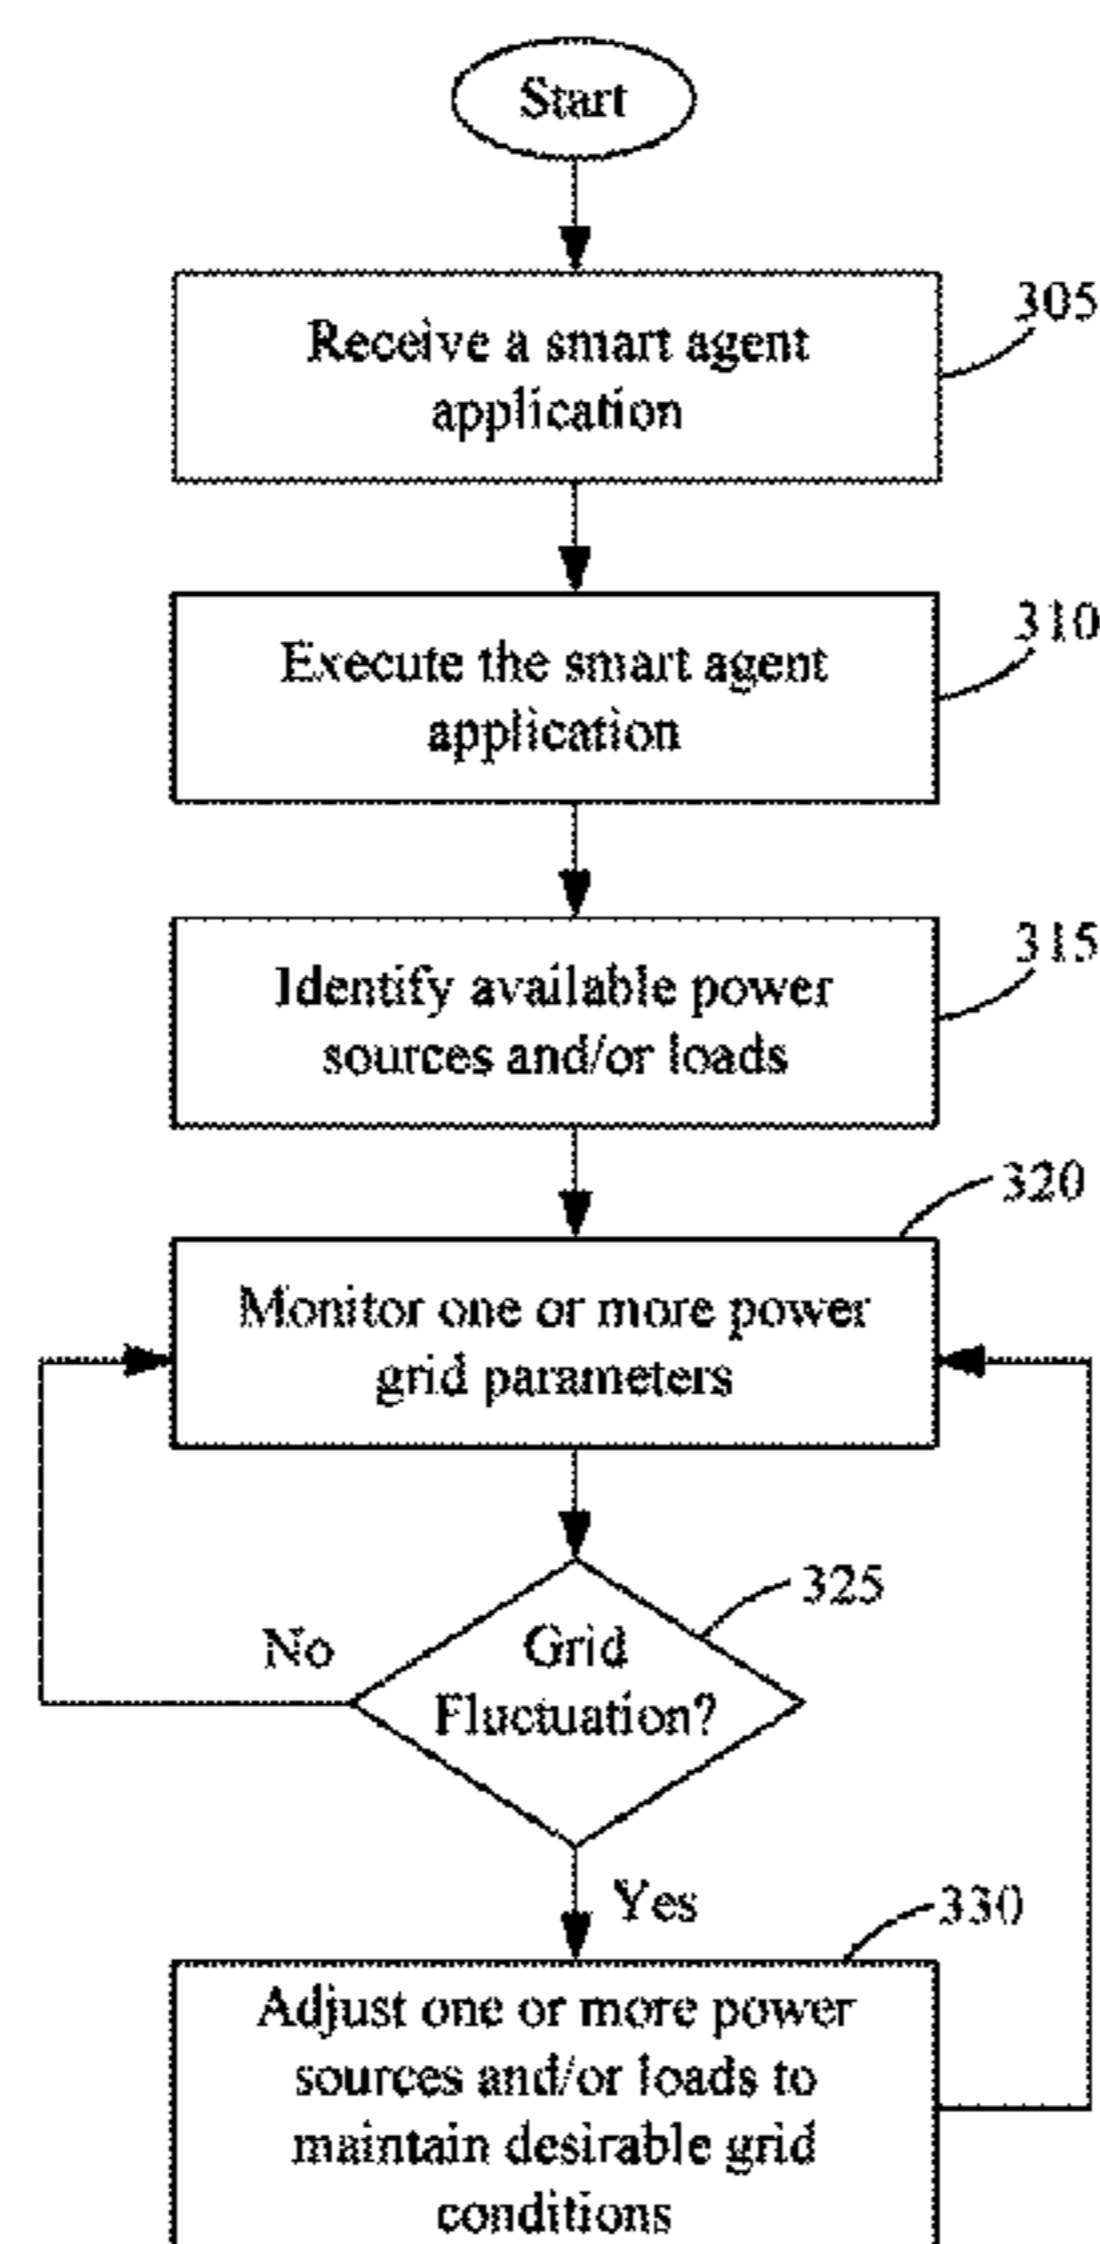 Start
305
Receive a smart agent
application
310
Execute the smart agent
application
315
Identify available power
sources and/or loads
320
Monitor one or more power
grid parameters
325
No
Grid
Fluctuation?
Yes
330
Adjust one or more power
sources and/or loads to
maintain desirable grid
conditions